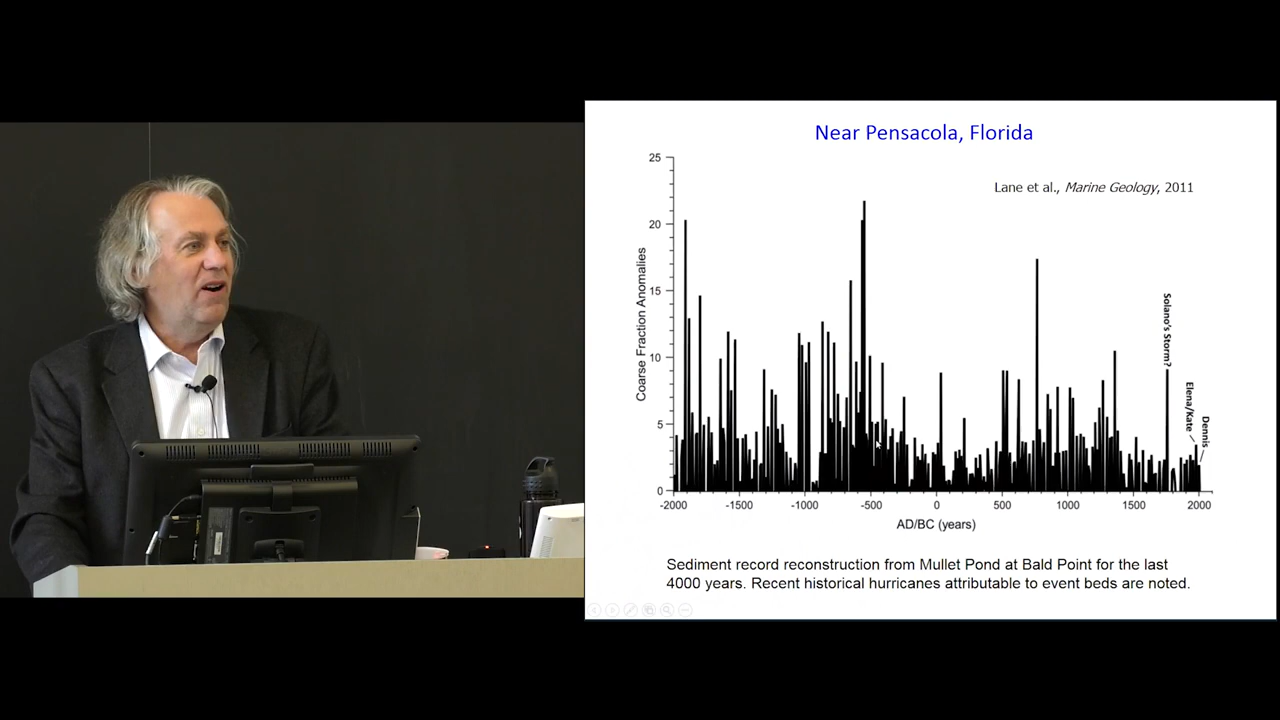 Near Pensacola, Florida
Lane et al., Marine Geology, 2011
25
20
15
10
5
0
Coarse Fraction Anomalies
Solano's Storm?
Elena/Kate
Dennis
-2000 -1500 -1000 -500 0 500 1000 1500 2000
AD/BC (years)
Sediment record reconstruction from Mullet Pond at Bald Point for the last
4000 years. Recent historical hurricanes attributable to event beds are noted.